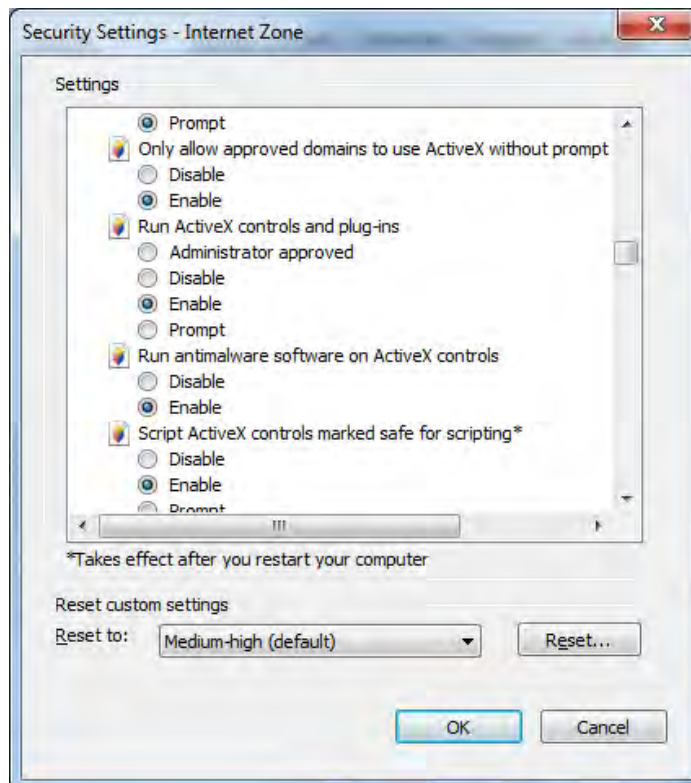 Security Settings - Internet Zone
Settings
Prompt
Only allow approved domains to use ActiveX without prompt
Disable
Enable
Run ActiveX controls and plug-ins
Administrator approved
Disable
Enable
Prompt
Run antimalware software on ActiveX controls
Disable
Enable
Script ActiveX controls marked safe for scripting*
Disable
Enable
Prompt
*Takes effect after you restart your computer
Reset custom settings
Reset to: Medium-high (default) Reset...
OK Cancel